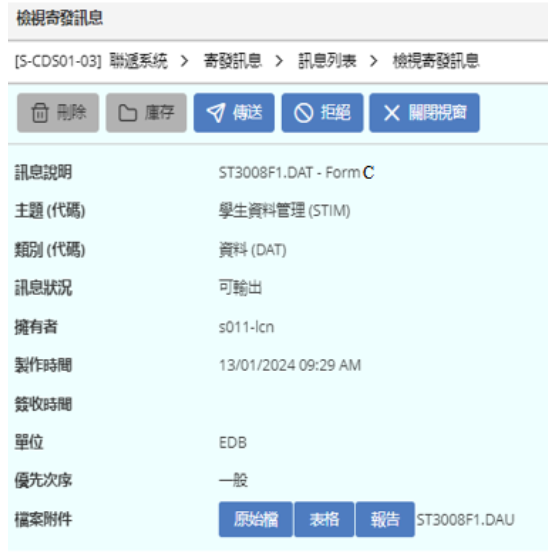 檢視寄發訊息
[S-CDS01-03] 聯遞系統 > 寄發訊息 > 訊息列表 > 檢視寄發訊息
刪除 庫存 傳送 拒絕 關閉視窗
訊息說明 ST3008F1.DAT - Form C
主題 (代碼) 學生資料管理 (STIM)
類別 (代碼) 資料 (DAT)
訊息狀況 可輸出
擁有者 s011-lcn
製作時間 13/01/2024 09:29 AM
簽收時間
單位 EDB
優先次序 一般
檔案附件 原始檔 表格 報告 ST3008F1.DAU